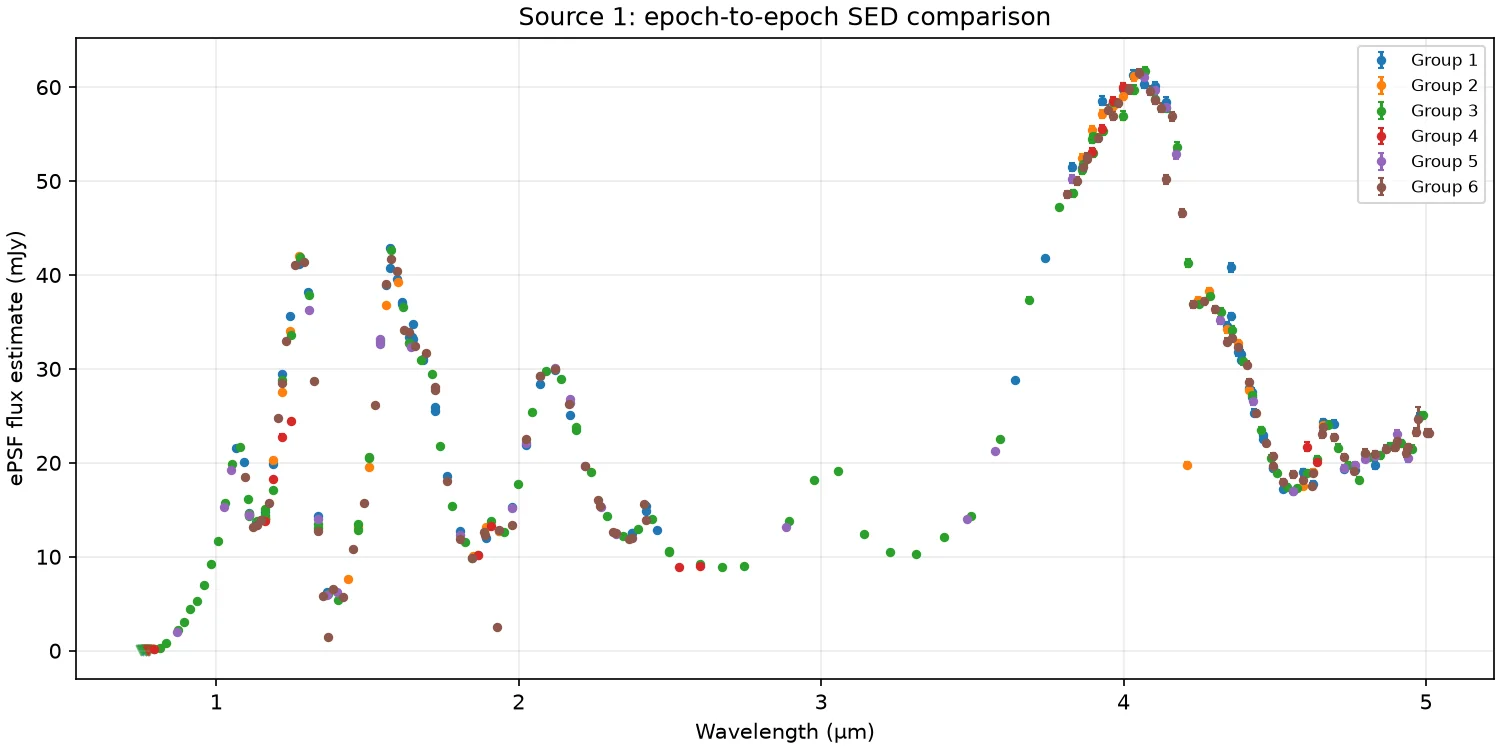 Source 1: epoch-to-epoch SED comparison
Group 1
Group 2
Group 3
Group 4
Group 5
Group 6
ePSF flux estimate (mJy)
60
50
40
30
20
10
0
1 2 3 4 5
Wavelength (µm)